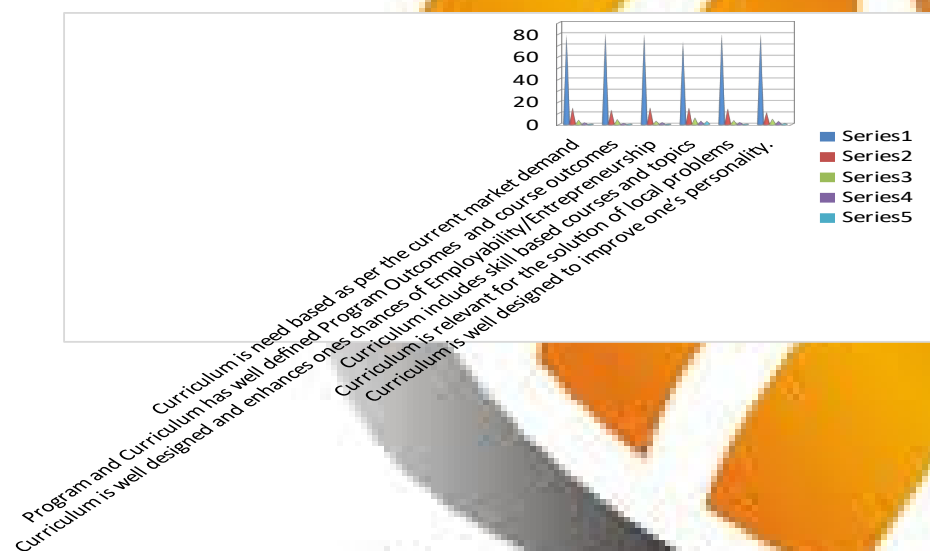 80
60
40
20
0
Curriculum is need based as per the current market demand
Program and Curriculum has well defined Program Outcomes and course outcomes
Curriculum is well designed and enhances ones chances of Employability/Entrepreneurship
Curriculum includes skill based courses and topics
Curriculum is relevant for the solution of local problems
Curriculum is well designed to improve one's personality.
Series1
Series2
Series3
Series4
Series5